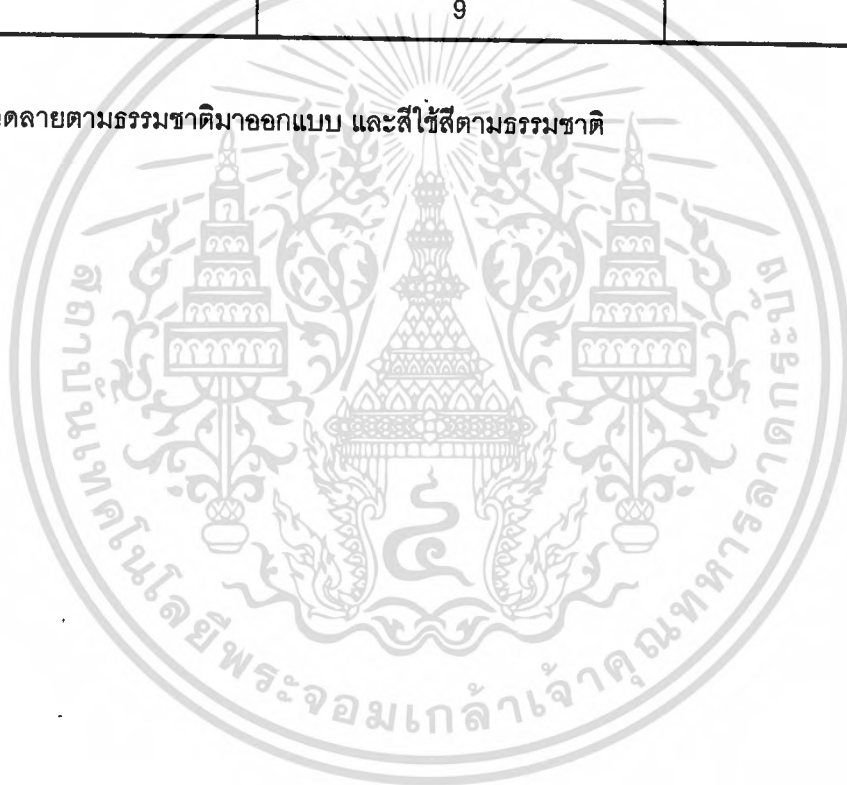 9
ดลายตามธรรมชาติมาออกแบบ และสีใช้สีตามธรรมชาติ
สถาบันเทคโนโลยีพระจอมเกล้าเจ้าคุณทหารลาดกระบัง